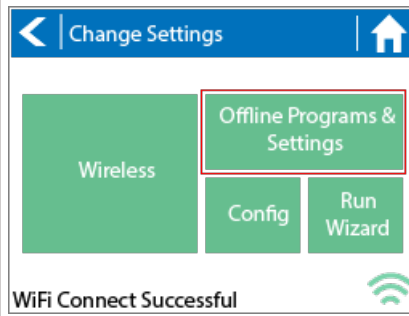 Change Settings
Offline Programs &
Settings
Wireless
Config
Run
Wizard
WiFi Connect Successful